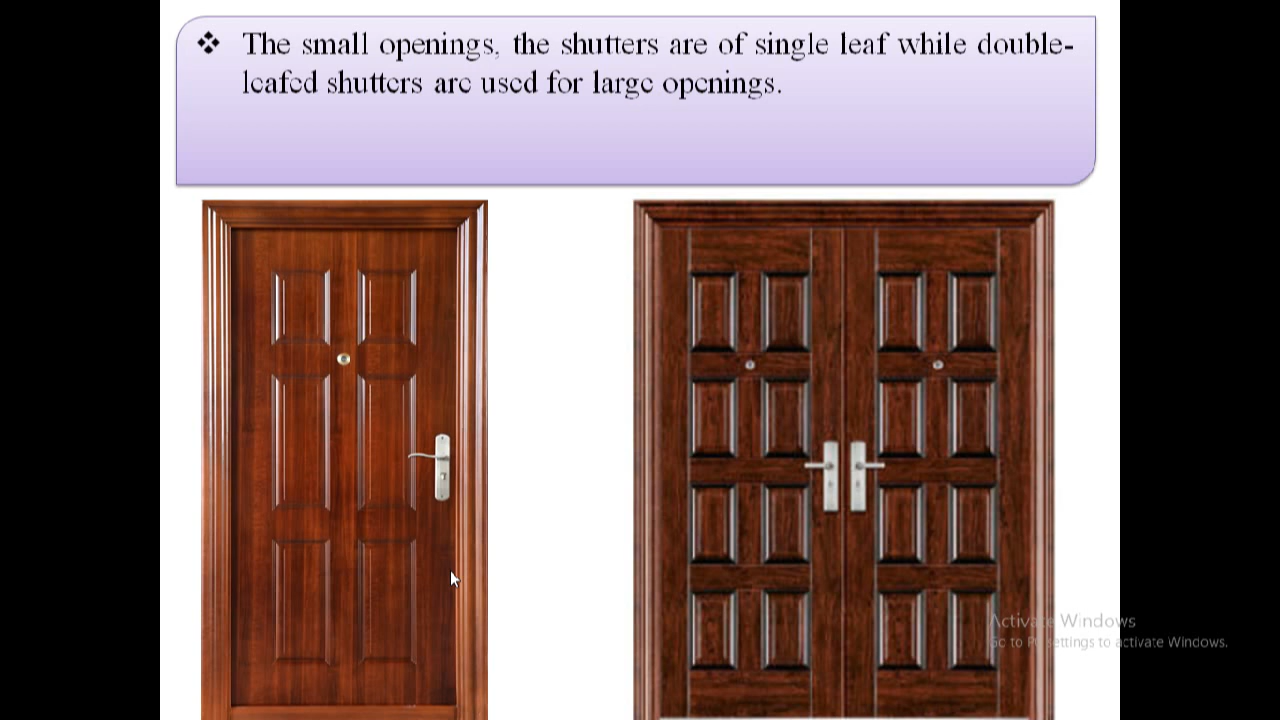 ❖ The small openings, the shutters are of single leaf while double-
leafed shutters are used for large openings.
Activate Windows
Go to PC settings to activate Windows.